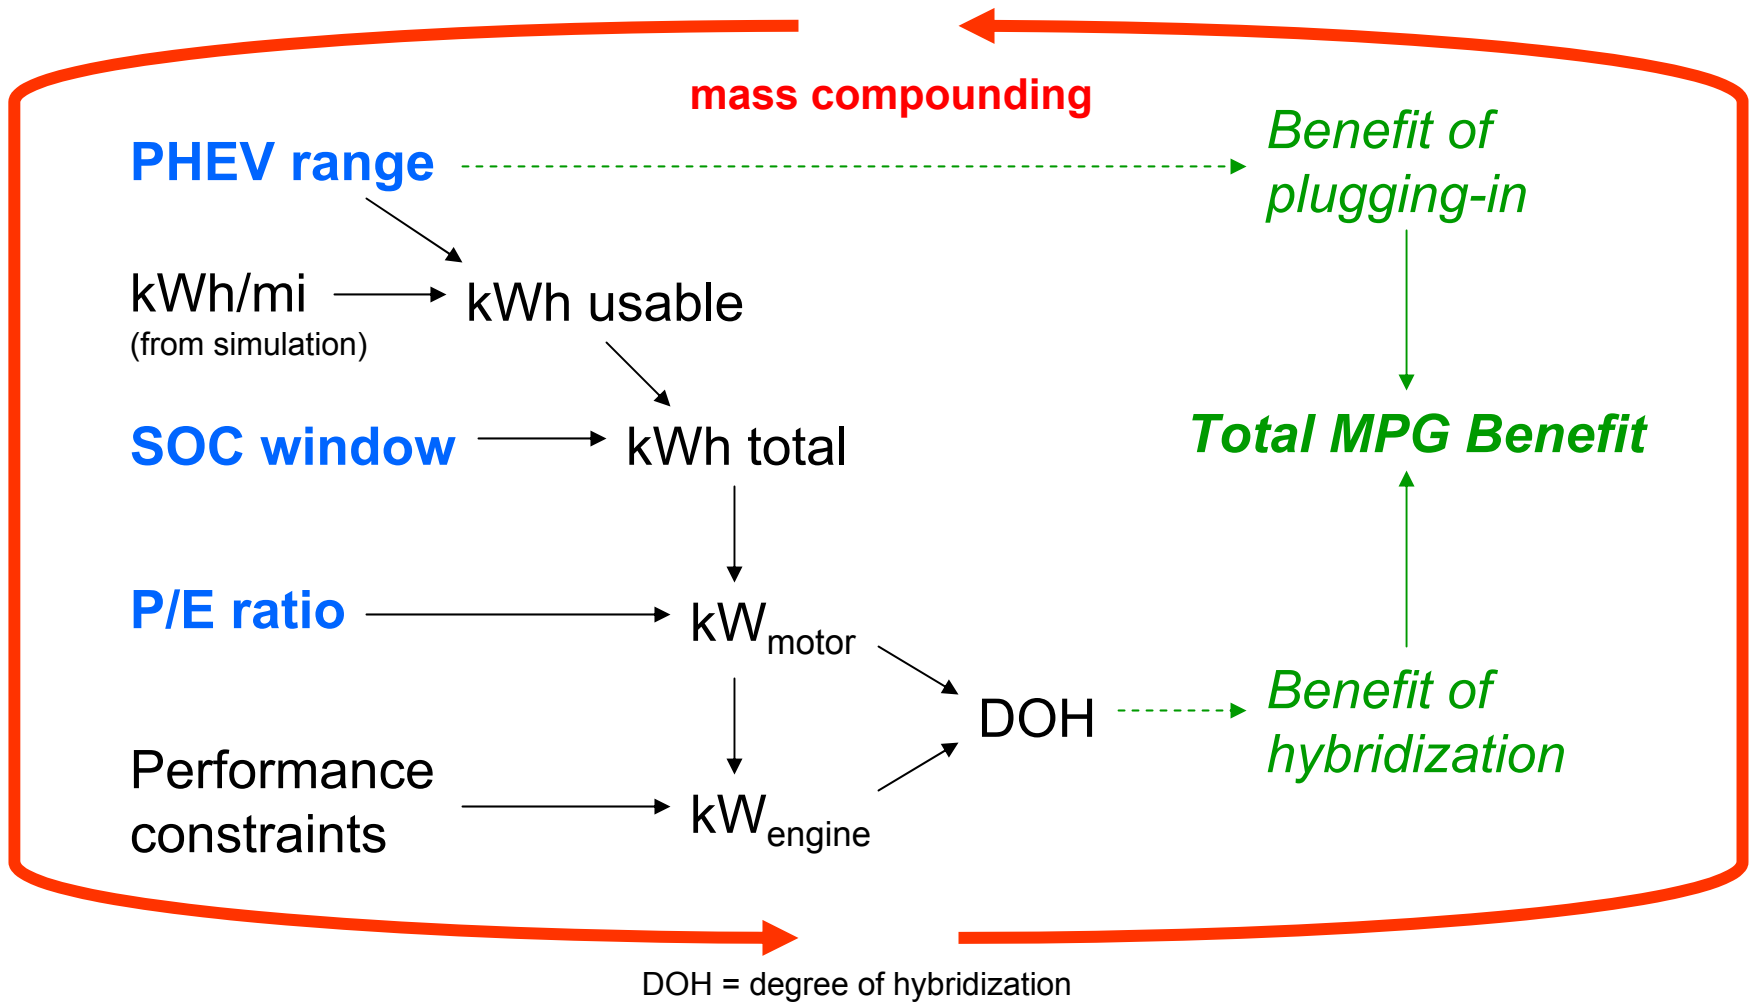 mass compounding
PHEV range
Benefit of
plugging-in
kWh/mi
(from simulation)
kWh usable
SOC window
kWh total
Total MPG Benefit
P/E ratio
kWmotor
DOH
Benefit of
hybridization
Performance
constraints
kWengine
DOH = degree of hybridization